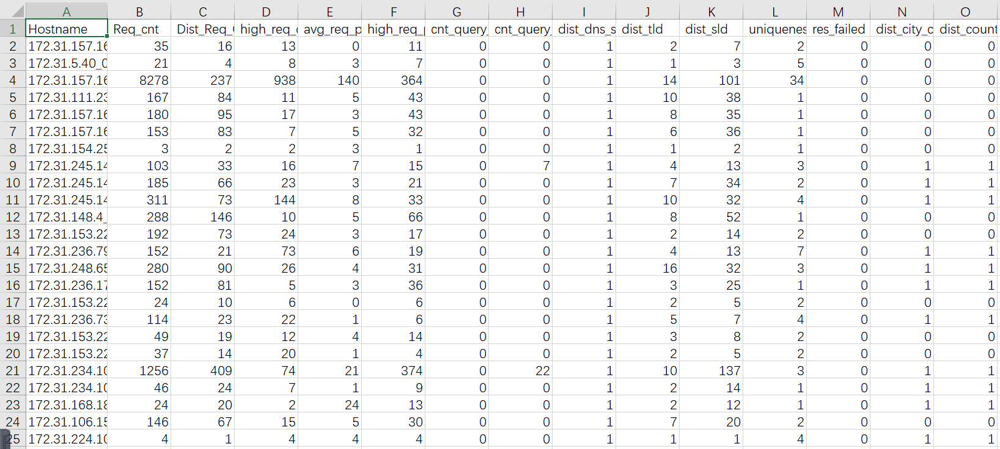 A B C D E F G H I J K L M N O
1 Hostname Req_cnt Dist_Req_( high_req_ avg_req_p high_req_ cnt_query_ cnt_query_ dist_dns_s dist_tld dist_sld uniquenes res_failed dist_city_c dist_count
2 172.31.157.16 35 16 13 0 11 0 0 1 2 7 2 0 0 0
3 172.31.5.40_0 21 4 8 3 7 0 0 1 1 3 5 0 0 0
4 172.31.157.16 8278 237 938 140 364 0 0 1 14 101 34 0 0 0
5 172.31.111.23 167 84 11 5 43 0 0 1 10 38 1 0 0 0
6 172.31.157.16 180 95 17 3 43 0 0 1 8 35 1 0 0 0
7 172.31.157.16 153 83 7 5 32 0 0 1 6 36 1 0 0 0
8 172.31.154.25 3 2 2 3 1 0 0 1 1 2 1 0 0 0
9 172.31.245.14 103 33 16 7 15 0 7 1 4 13 3 0 1 1
10 172.31.245.14 185 66 23 3 21 0 0 1 7 34 2 0 1 1
11 172.31.245.14 311 73 144 8 33 0 0 1 10 32 4 0 1 1
12 172.31.148.4_ 288 146 10 5 66 0 0 1 8 52 1 0 0 0
13 172.31.153.22 192 73 24 3 17 0 0 1 2 14 2 0 0 0
14 172.31.236.79 152 21 73 6 19 0 0 1 4 13 7 0 1 1
15 172.31.248.65 280 90 26 4 31 0 0 1 16 32 3 0 1 1
16 172.31.236.17 152 81 5 3 36 0 0 1 3 25 1 0 1 1
17 172.31.153.22 24 10 6 0 6 0 0 1 2 5 2 0 0 0
18 172.31.236.73 114 23 22 1 6 0 0 1 5 7 4 0 1 1
19 172.31.153.22 49 19 12 4 14 0 0 1 3 8 2 0 0 0
20 172.31.153.22 37 14 20 1 4 0 0 1 2 5 2 0 0 0
21 172.31.234.10 1256 409 74 21 374 0 22 1 10 137 3 0 1 1
22 172.31.234.10 46 24 7 1 9 0 0 1 2 14 1 0 1 1
23 172.31.168.18 24 20 2 24 13 0 0 1 2 12 1 0 1 1
24 172.31.106.15 146 67 15 5 30 0 0 1 7 20 2 0 0 0
25 172.31.224.10 4 1 4 4 4 0 0 1 1 1 4 0 1 1